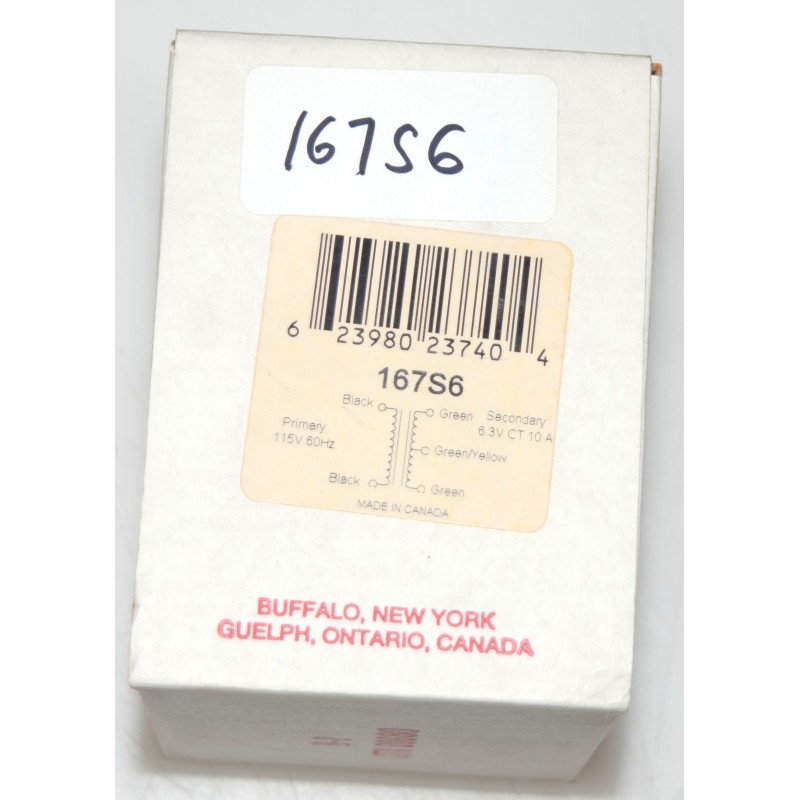 167S6
6 23980 23740 4
167S6
Black Green Secondary
Primary 6.3V CT 10 A
115V 60Hz Green/Yellow
Black Green
MADE IN CANADA
BUFFALO, NEW YORK
GUELPH, ONTARIO, CANADA